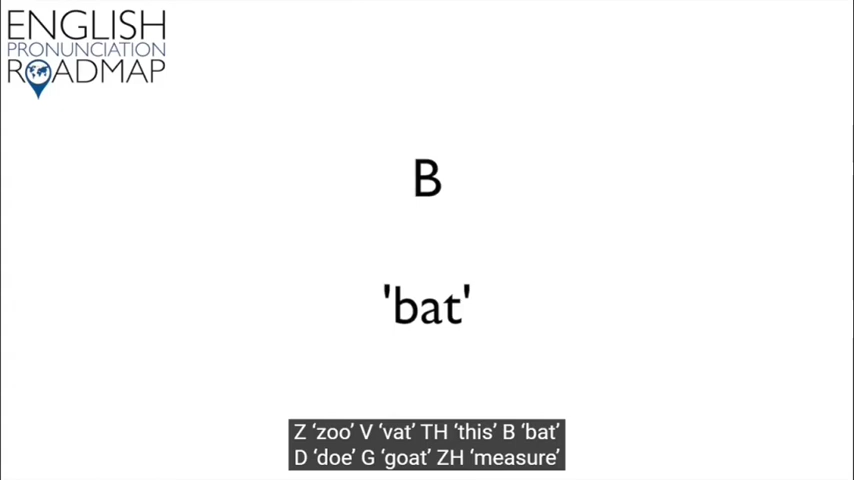 ENGLISH
PRONUNCIATION
ROADMAP
B
'bat'
Z ‘zoo’ V ‘vat’ TH ‘this’ B ‘bat’
D ‘doe’ G ‘goat’ ZH ‘measure’